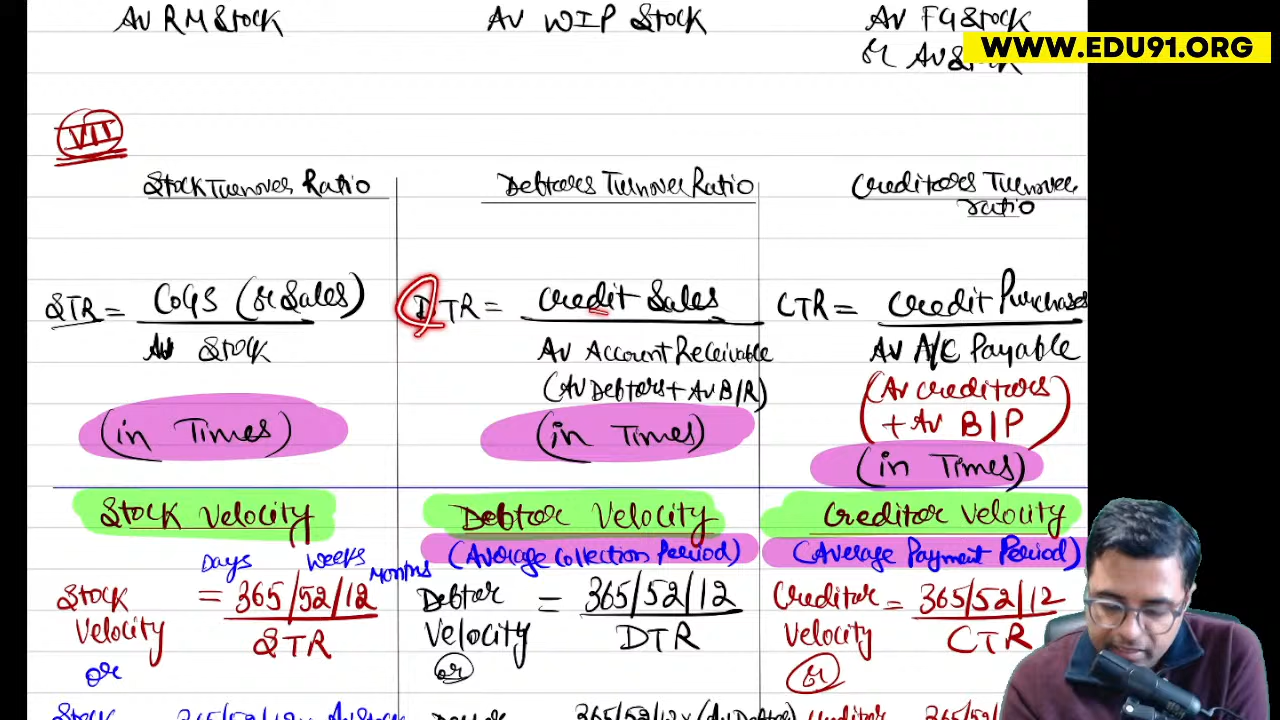 Av RM Stock
Av WIP Stock
Av FG Stock
or Av Stock
WWW.EDU91.ORG
VII
Stock Turnover Ratio
Debtors Turnover Ratio
Creditors Turnover
ratio
STR = COGS (or Sales)
Av Stock
(in Times)
DTR = Credit Sales
Av Account Receivable
(Av Debtors + Av B/R)
(in Times)
CTR = Credit Purchases
Av A/C Payable
(Av creditors
+ Av B|P)
(in Times)
Stock Velocity
Days Weeks Months
Stock Velocity = 365/52/12
STR
or
Debtor Velocity
(Average Collection Period)
Debtor Velocity = 365/52/12
DTR
or
Creditor Velocity
(Average Payment Period)
Creditor Velocity = 365/52/12
CTR
or